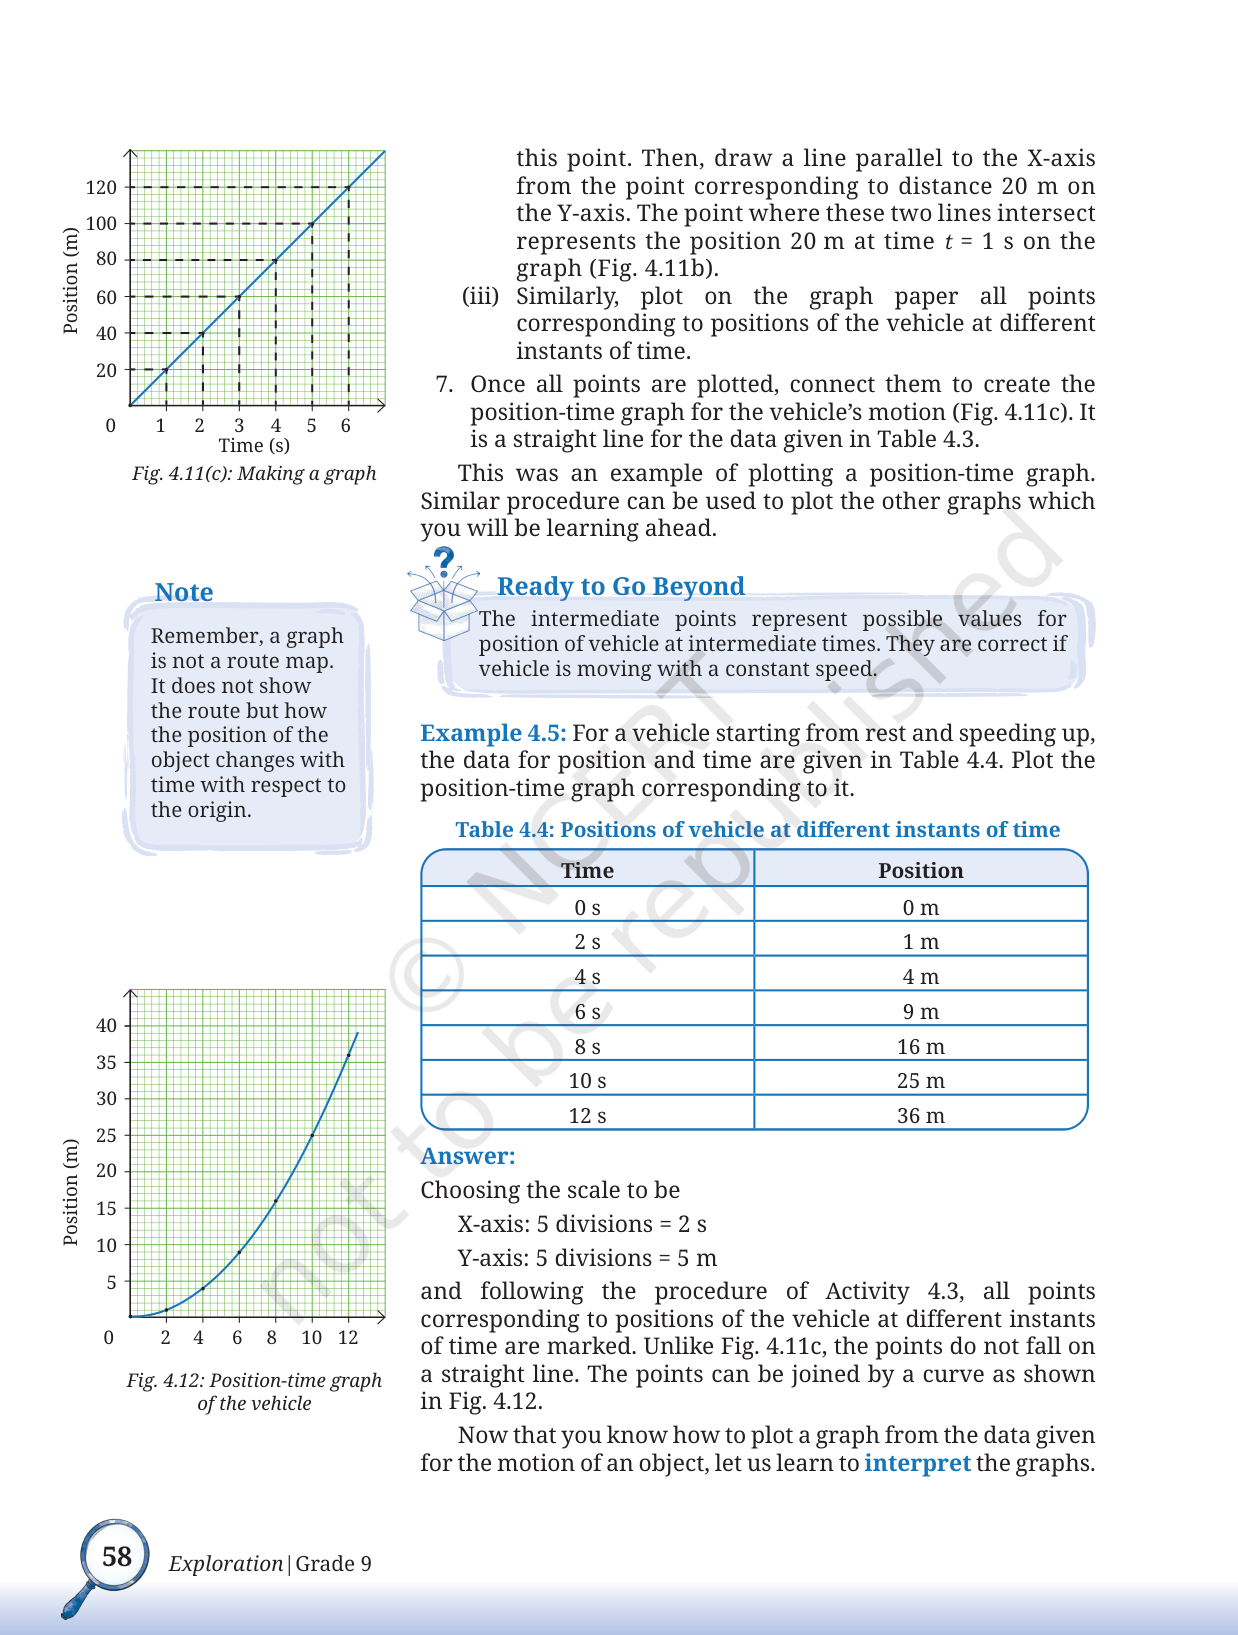 this point. Then, draw a line parallel to the X-axis
from the point corresponding to distance 20 m on
the Y-axis. The point where these two lines intersect
represents the position 20 m at time t = 1 s on the
graph (Fig. 4.11b).
(iii) Similarly, plot on the graph paper all points
corresponding to positions of the vehicle at different
instants of time.
7. Once all points are plotted, connect them to create the
position-time graph for the vehicle’s motion (Fig. 4.11c). It
is a straight line for the data given in Table 4.3.
This was an example of plotting a position-time graph.
Similar procedure can be used to plot the other graphs which
you will be learning ahead.
Position (m)
120
100
80
60
40
20
0 1 2 3 4 5 6
Time (s)
Fig. 4.11(c): Making a graph
Note
Remember, a graph
is not a route map.
It does not show
the route but how
the position of the
object changes with
time with respect to
the origin.
?
Ready to Go Beyond
The intermediate points represent possible values for
position of vehicle at intermediate times. They are correct if
vehicle is moving with a constant speed.
Example 4.5: For a vehicle starting from rest and speeding up,
the data for position and time are given in Table 4.4. Plot the
position-time graph corresponding to it.
Table 4.4: Positions of vehicle at different instants of time
Time Position
0 s 0 m
2 s 1 m
4 s 4 m
6 s 9 m
8 s 16 m
10 s 25 m
12 s 36 m
Answer:
Choosing the scale to be
X-axis: 5 divisions = 2 s
Y-axis: 5 divisions = 5 m
and following the procedure of Activity 4.3, all points
corresponding to positions of the vehicle at different instants
of time are marked. Unlike Fig. 4.11c, the points do not fall on
a straight line. The points can be joined by a curve as shown
in Fig. 4.12.
Now that you know how to plot a graph from the data given
for the motion of an object, let us learn to interpret the graphs.
Position (m)
40
35
30
25
20
15
10
5
0 2 4 6 8 10 12
Fig. 4.12: Position-time graph
of the vehicle
© NCERT
not to be republished
58
Exploration|Grade 9